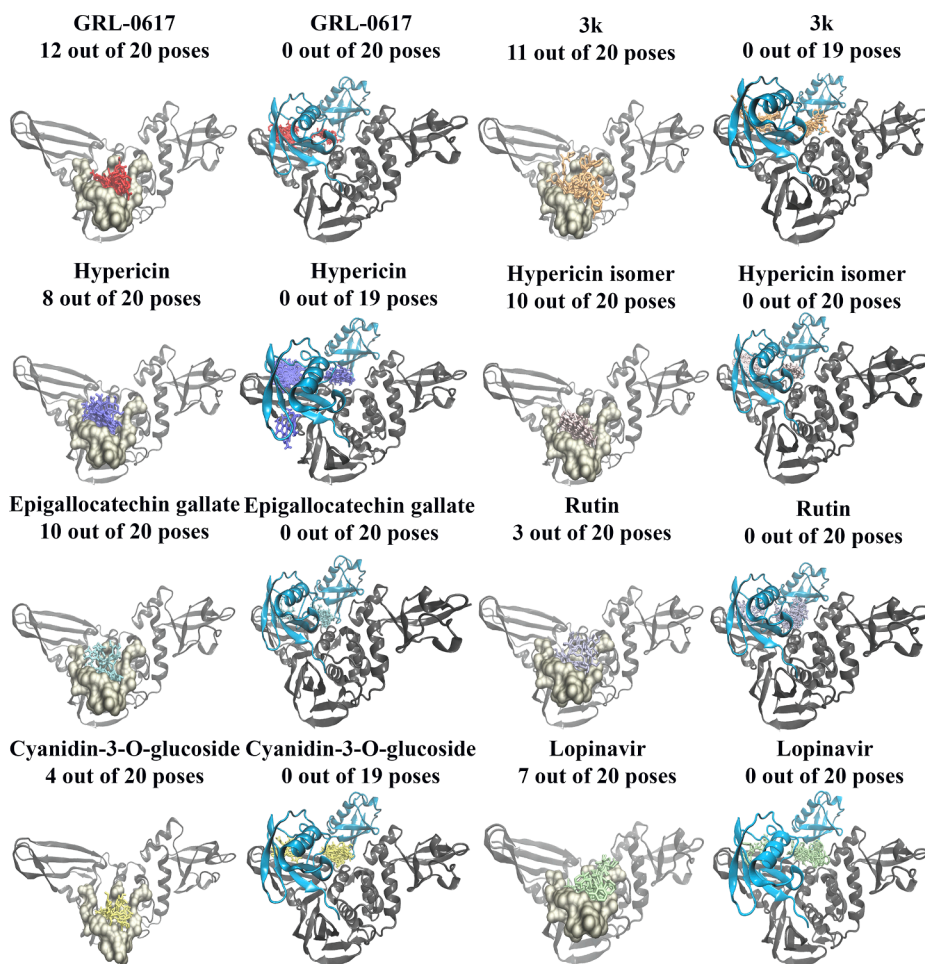 GRL-0617
12 out of 20 poses
GRL-0617
0 out of 20 poses
3k
11 out of 20 poses
3k
0 out of 19 poses
Hypericin
8 out of 20 poses
Hypericin
0 out of 19 poses
Hypericin isomer
10 out of 20 poses
Hypericin isomer
0 out of 20 poses
Epigallocatechin gallate
10 out of 20 poses
Epigallocatechin gallate
0 out of 20 poses
Rutin
3 out of 20 poses
Rutin
0 out of 20 poses
Cyanidin-3-O-glucoside
4 out of 20 poses
Cyanidin-3-O-glucoside
0 out of 19 poses
Lopinavir
7 out of 20 poses
Lopinavir
0 out of 20 poses